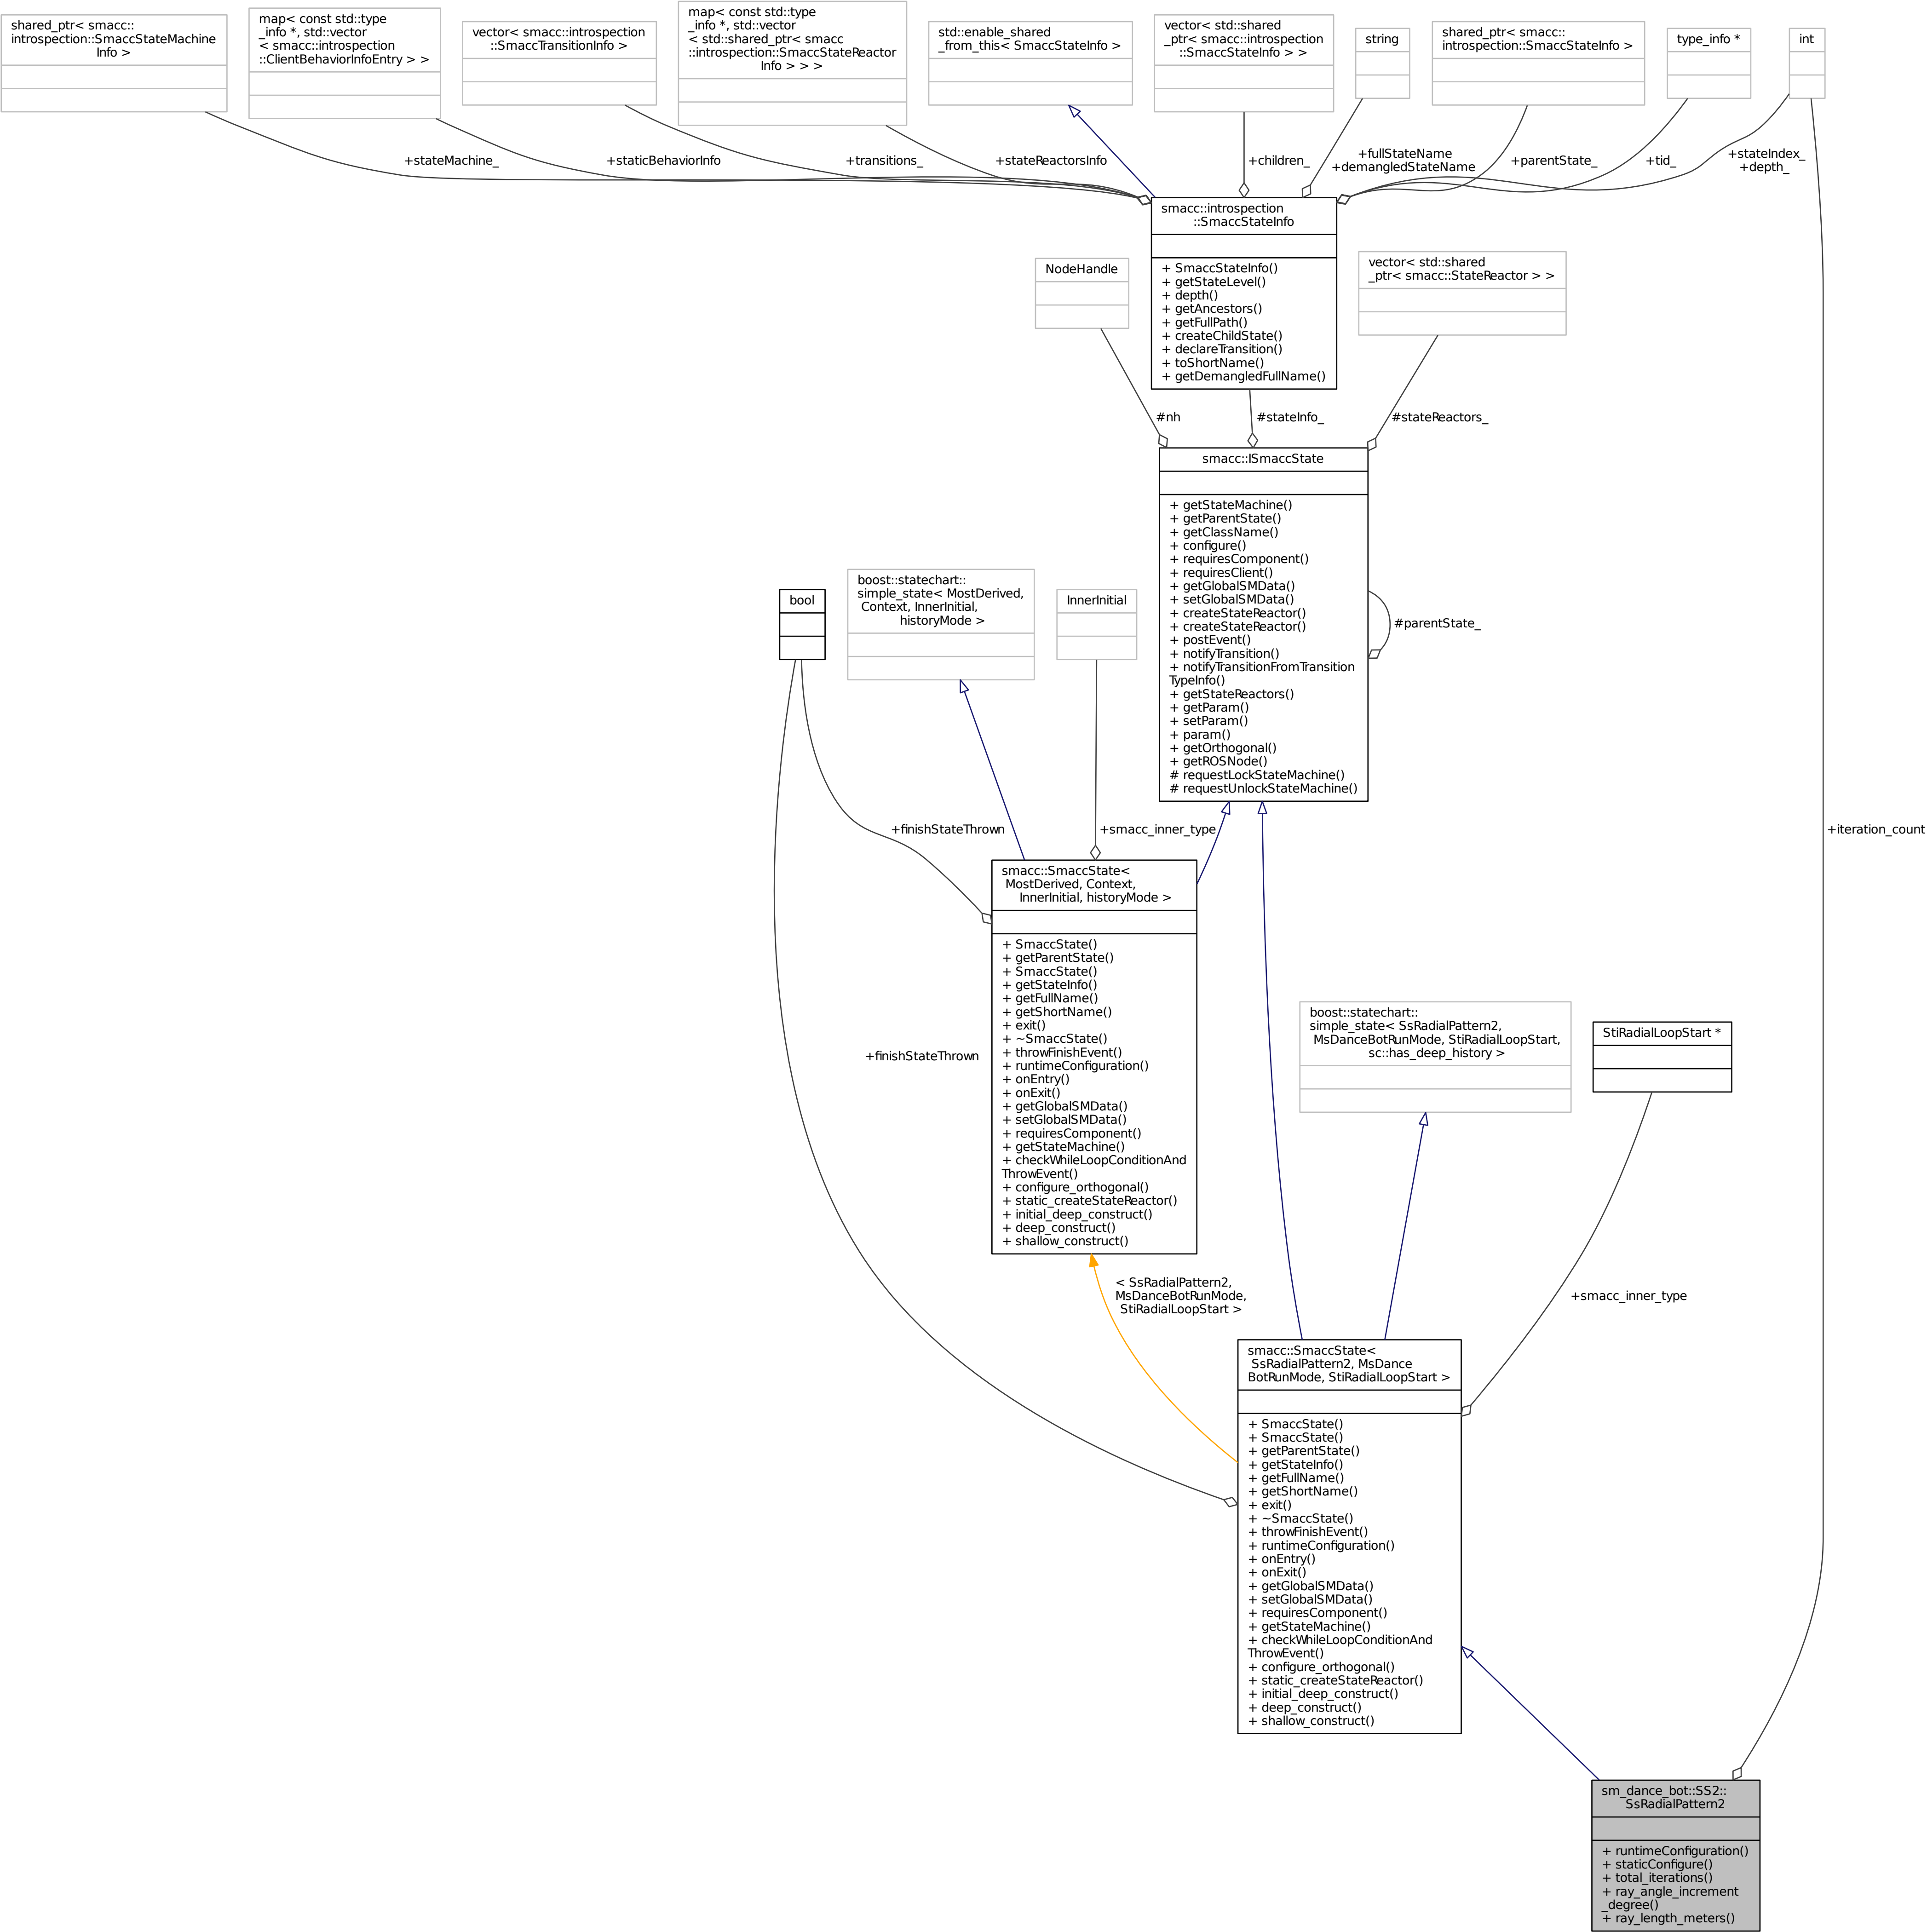 shared_ptr< smacc::
introspection::SmaccStateMachine
Info >
map< const std::type
_info *, std::vector
< smacc::introspection
::ClientBehaviorInfoEntry > >
vector< smacc::introspection
::SmaccTransitionInfo >
map< const std::type
_info *, std::vector
< std::shared_ptr< smacc
::introspection::SmaccStateReactor
Info > > >
std::enable_shared
_from_this< SmaccStateInfo >
vector< std::shared
_ptr< smacc::introspection
::SmaccStateInfo > >
string
shared_ptr< smacc::
introspection::SmaccStateInfo >
type_info *
int
+stateMachine_
+staticBehaviorInfo
+transitions_
+stateReactorsInfo
+children_
+fullStateName
+demangledStateName
+parentState_
+tid_
+stateIndex_
+depth_
smacc::introspection
::SmaccStateInfo
+ SmaccStateInfo()
+ getStateLevel()
+ depth()
+ getAncestors()
+ getFullPath()
+ createChildState()
+ declareTransition()
+ toShortName()
+ getDemangledFullName()
NodeHandle
vector< std::shared
_ptr< smacc::StateReactor > >
#nh
#stateInfo_
#stateReactors_
smacc::ISmaccState
+ getStateMachine()
+ getParentState()
+ getClassName()
+ configure()
+ requiresComponent()
+ requiresClient()
+ getGlobalSMData()
+ setGlobalSMData()
+ createStateReactor()
+ createStateReactor()
+ postEvent()
+ notifyTransition()
+ notifyTransitionFromTransition
TypeInfo()
+ getStateReactors()
+ getParam()
+ setParam()
+ param()
+ getOrthogonal()
+ getROSNode()
# requestLockStateMachine()
# requestUnlockStateMachine()
#parentState_
bool
boost::statechart::
simple_state< MostDerived,
Context, InnerInitial,
historyMode >
InnerInitial
+finishStateThrown
+smacc_inner_type
+iteration_count
smacc::SmaccState<
MostDerived, Context,
InnerInitial, historyMode >
+ SmaccState()
+ getParentState()
+ SmaccState()
+ getStateInfo()
+ getFullName()
+ getShortName()
+ exit()
+ ~SmaccState()
+ throwFinishEvent()
+ runtimeConfiguration()
+ onEntry()
+ onExit()
+ getGlobalSMData()
+ setGlobalSMData()
+ requiresComponent()
+ getStateMachine()
+ checkWhileLoopConditionAnd
ThrowEvent()
+ configure_orthogonal()
+ static_createStateReactor()
+ initial_deep_construct()
+ deep_construct()
+ shallow_construct()
+finishStateThrown
boost::statechart::
simple_state< SsRadialPattern2,
MsDanceBotRunMode, StiRadialLoopStart,
sc::has_deep_history >
StiRadialLoopStart *
< SsRadialPattern2,
MsDanceBotRunMode,
StiRadialLoopStart >
+smacc_inner_type
smacc::SmaccState<
SsRadialPattern2, MsDance
BotRunMode, StiRadialLoopStart >
+ SmaccState()
+ SmaccState()
+ getParentState()
+ getStateInfo()
+ getFullName()
+ getShortName()
+ exit()
+ ~SmaccState()
+ throwFinishEvent()
+ runtimeConfiguration()
+ onEntry()
+ onExit()
+ getGlobalSMData()
+ setGlobalSMData()
+ requiresComponent()
+ getStateMachine()
+ checkWhileLoopConditionAnd
ThrowEvent()
+ configure_orthogonal()
+ static_createStateReactor()
+ initial_deep_construct()
+ deep_construct()
+ shallow_construct()
sm_dance_bot::SS2::
SsRadialPattern2
+ runtimeConfiguration()
+ staticConfigure()
+ total_iterations()
+ ray_angle_increment
_degree()
+ ray_length_meters()